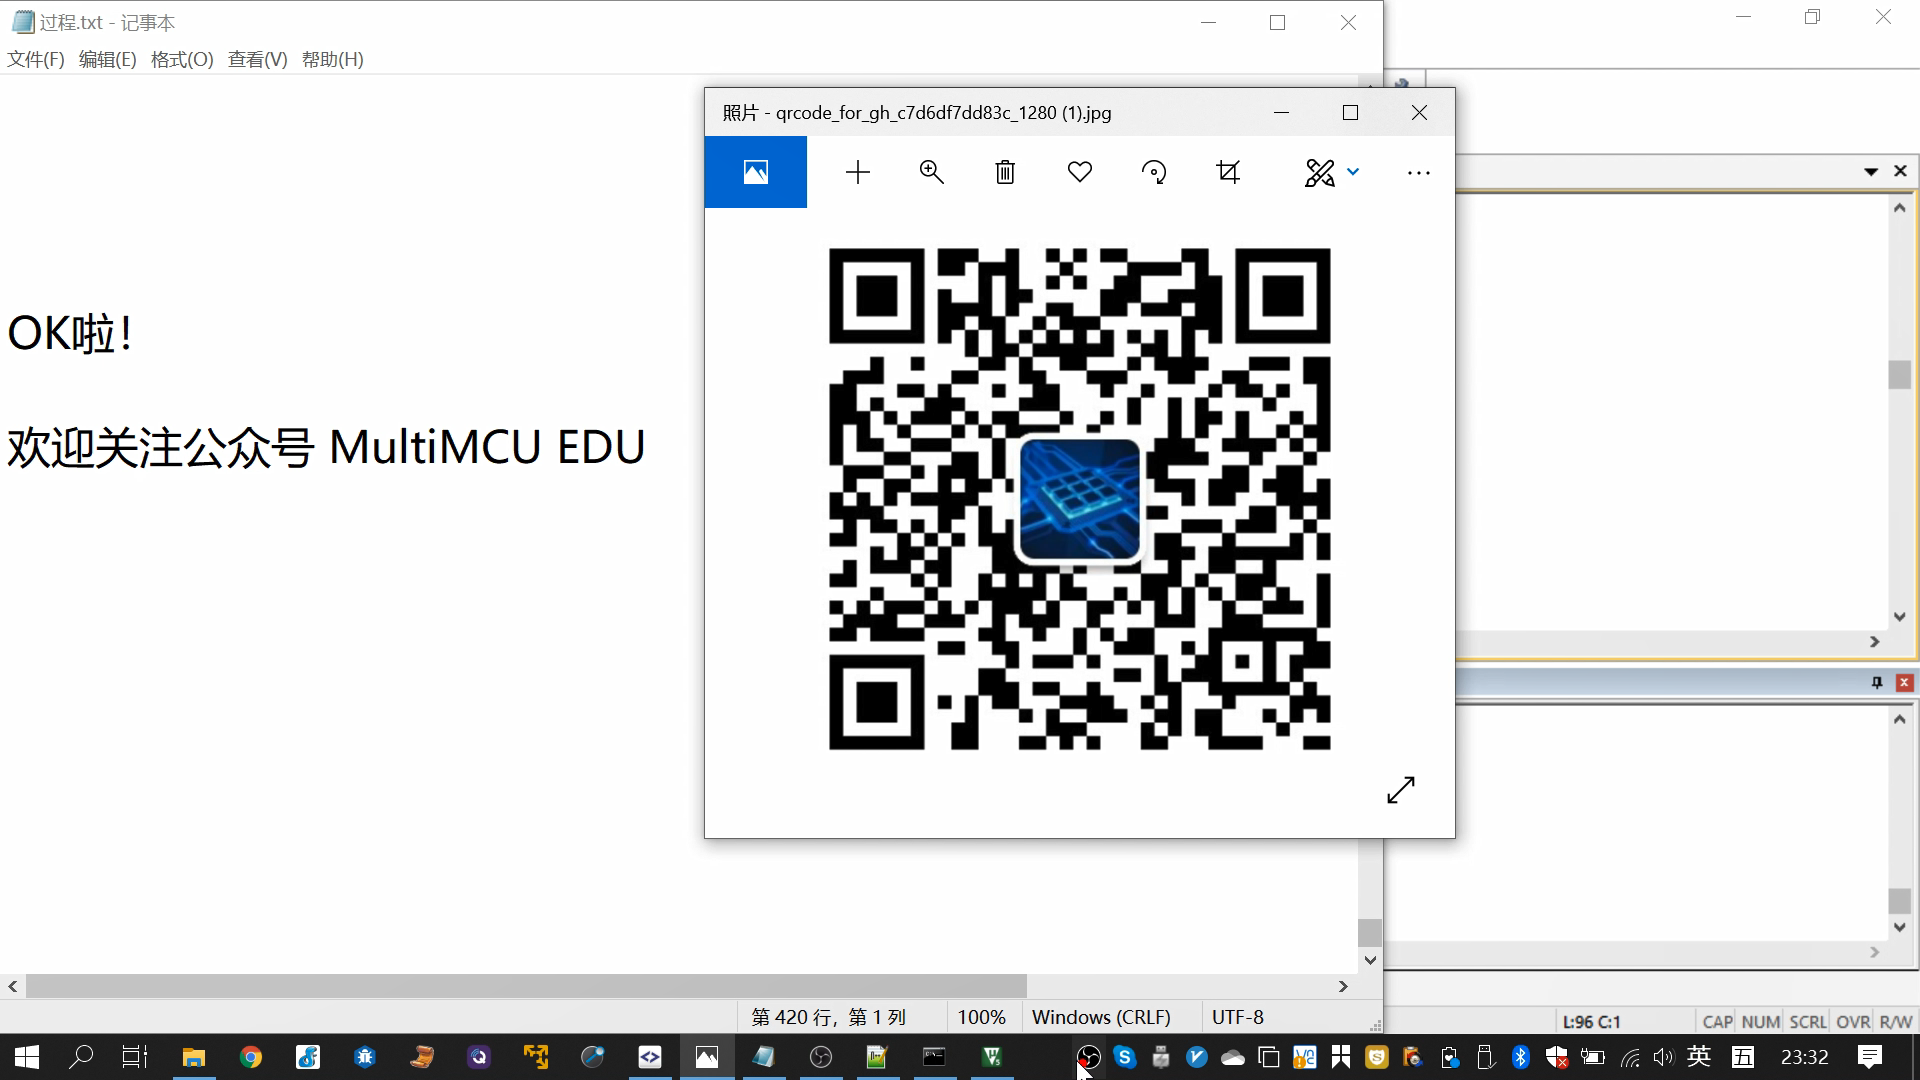 过程.txt - 记事本
文件(F) 编辑(E) 格式(O) 查看(V) 帮助(H)
照片 - qrcode_for_gh_c7d6df7dd83c_1280 (1).jpg
OK啦！
欢迎关注公众号 MultiMCU EDU
第 420 行，第 1 列 100% Windows (CRLF) UTF-8
L:96 C:1 CAP NUM SCRL OVR R/W
英 五 23:32